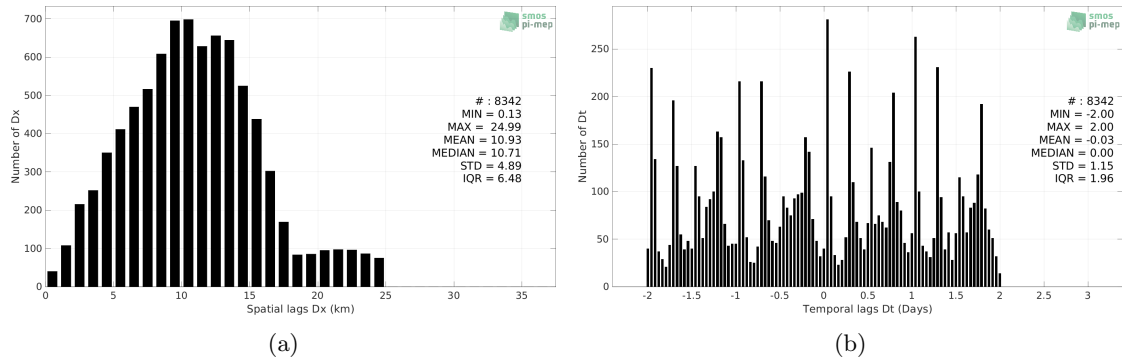 700
600
500
400
300
200
100
0
Number of Dx
0 5 10 15 20 25 30 35
Spatial lags Dx (km)
smos
pi-mep
# : 8342
MIN = 0.13
MAX = 24.99
MEAN = 10.93
MEDIAN = 10.71
STD = 4.89
IQR = 6.48
(a)
250
200
150
100
50
0
Number of Dt
-2 -1.5 -1 -0.5 0 0.5 1 1.5 2 2.5 3
Temporal lags Dt (Days)
smos
pi-mep
# : 8342
MIN = -2.00
MAX = 2.00
MEAN = -0.03
MEDIAN = 0.00
STD = 1.15
IQR = 1.96
(b)